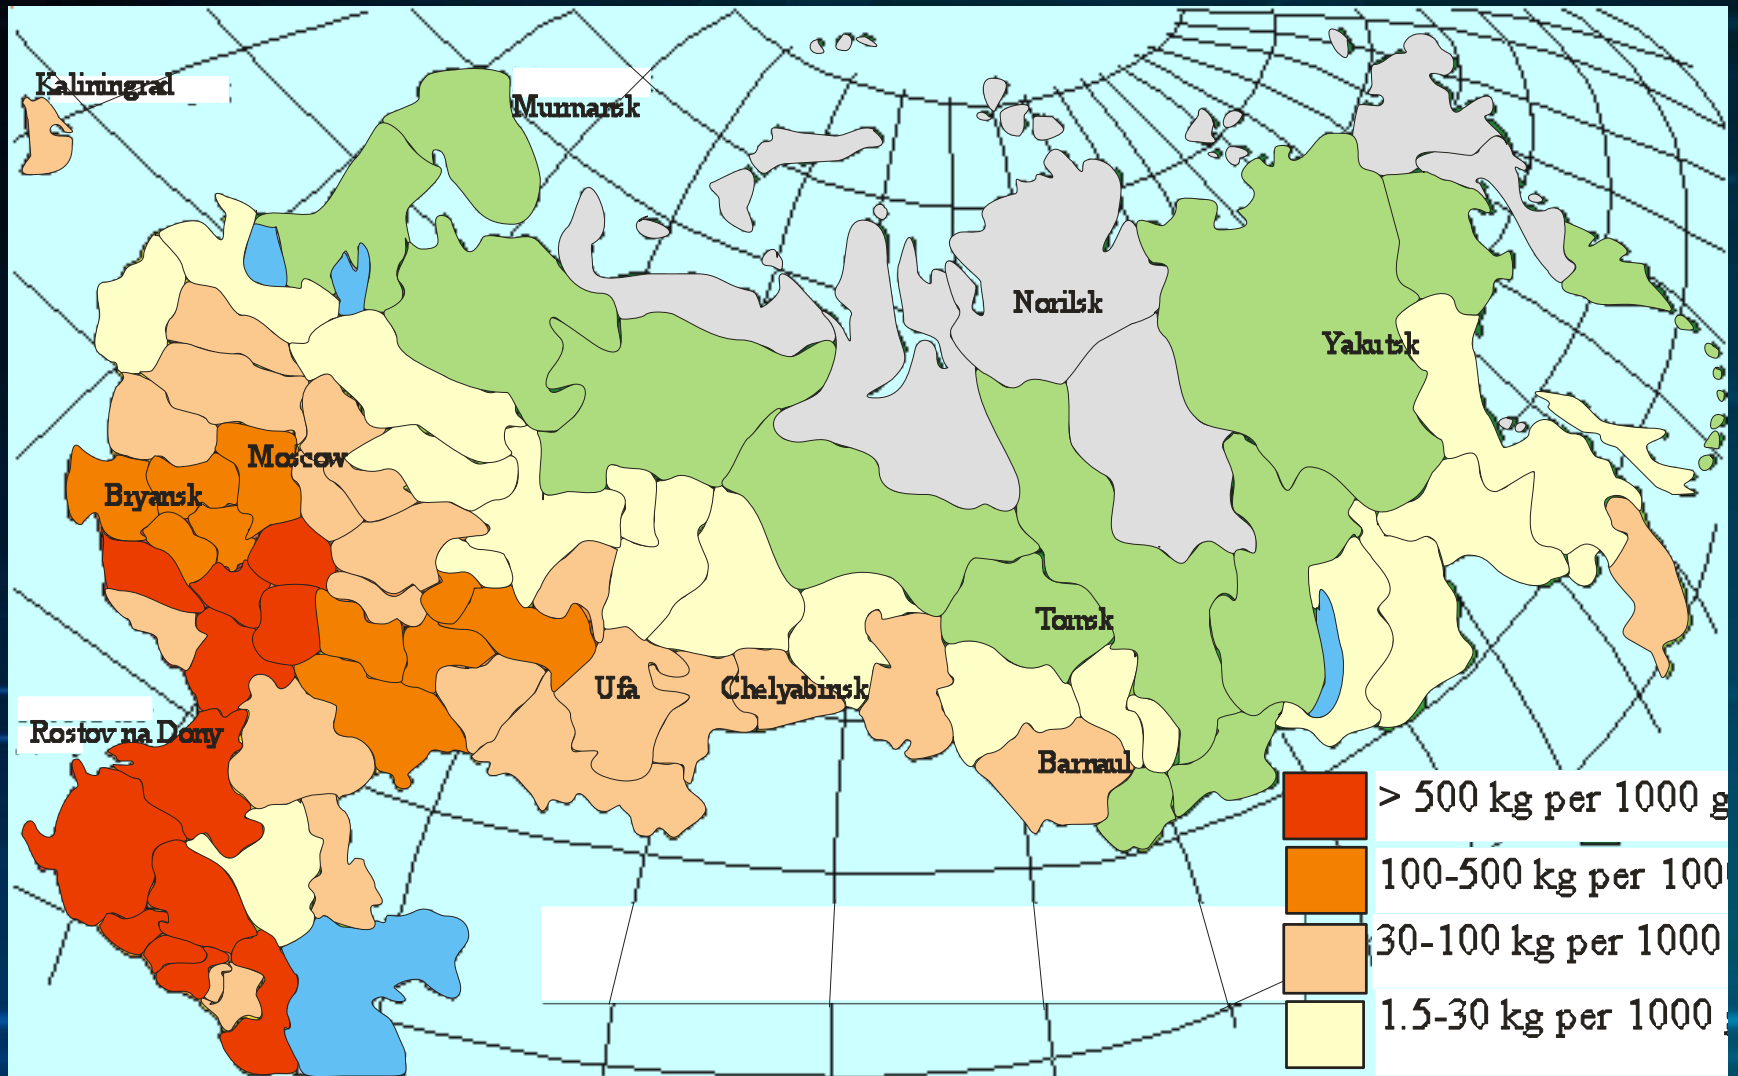 Kaliningrad
Murmansk
Norilsk
Yakutsk
Moscow
Bryansk
Tomsk
Ufa
Chelyabinsk
Rostov na Dony
Barnaul
> 500 kg per 1000 g
100-500 kg per 100
30-100 kg per 1000
1.5-30 kg per 1000